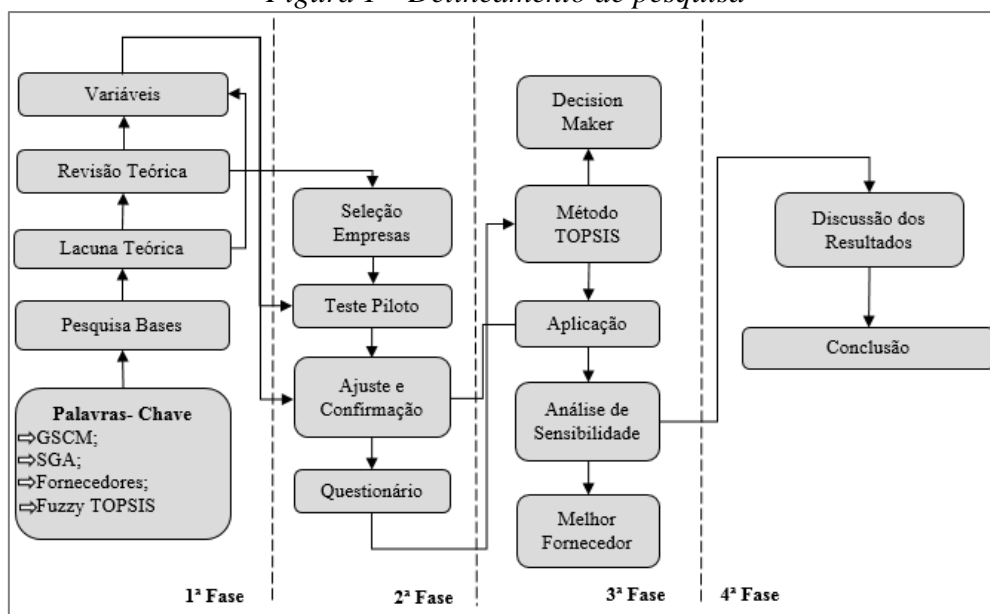 Figura 1 – Delineamento de pesquisa
Variáveis
Revisão Teórica
Lacuna Teórica
Pesquisa Bases
Palavras- Chave
⇨GSCM;
⇨SGA;
⇨Fornecedores;
⇨Fuzzy TOPSIS
1ª Fase
Seleção
Empresas
Teste Piloto
Ajuste e
Confirmação
Questionário
2ª Fase
Decision
Maker
Método
TOPSIS
Aplicação
Análise de
Sensibilidade
Melhor
Fornecedor
3ª Fase
Discussão dos
Resultados
Conclusão
4ª Fase